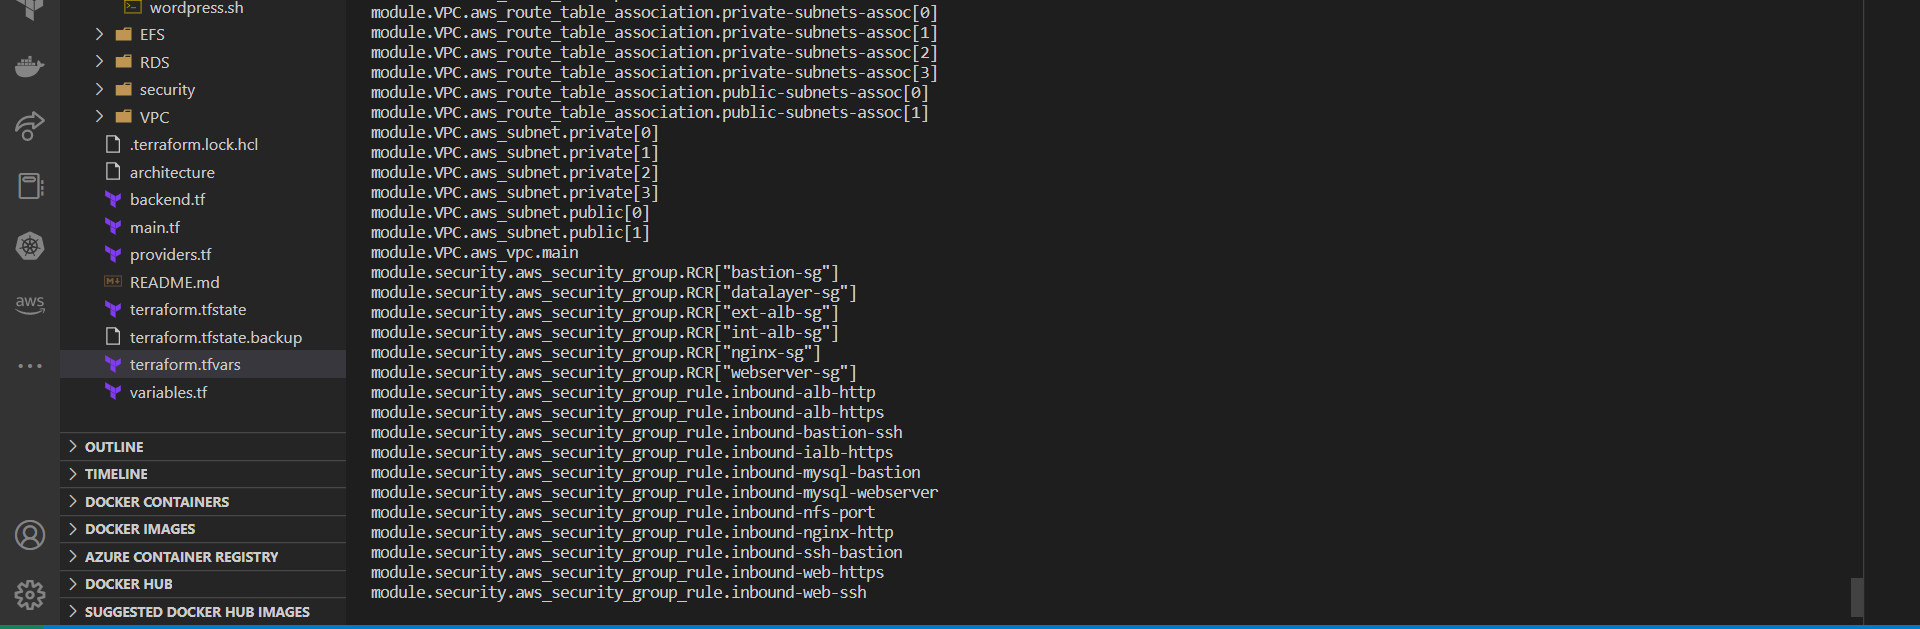 wordpress.sh
EFS
RDS
security
VPC
.terraform.lock.hcl
architecture
backend.tf
main.tf
providers.tf
README.md
terraform.tfstate
terraform.tfstate.backup
terraform.tfvars
variables.tf
OUTLINE
TIMELINE
DOCKER CONTAINERS
DOCKER IMAGES
AZURE CONTAINER REGISTRY
DOCKER HUB
SUGGESTED DOCKER HUB IMAGES
aws
module.VPC.aws_route_table_association.private-subnets-assoc[0]
module.VPC.aws_route_table_association.private-subnets-assoc[1]
module.VPC.aws_route_table_association.private-subnets-assoc[2]
module.VPC.aws_route_table_association.private-subnets-assoc[3]
module.VPC.aws_route_table_association.public-subnets-assoc[0]
module.VPC.aws_route_table_association.public-subnets-assoc[1]
module.VPC.aws_subnet.private[0]
module.VPC.aws_subnet.private[1]
module.VPC.aws_subnet.private[2]
module.VPC.aws_subnet.private[3]
module.VPC.aws_subnet.public[0]
module.VPC.aws_subnet.public[1]
module.VPC.aws_vpc.main
module.security.aws_security_group.RCR["bastion-sg"]
module.security.aws_security_group.RCR["datalayer-sg"]
module.security.aws_security_group.RCR["ext-alb-sg"]
module.security.aws_security_group.RCR["int-alb-sg"]
module.security.aws_security_group.RCR["nginx-sg"]
module.security.aws_security_group.RCR["webserver-sg"]
module.security.aws_security_group_rule.inbound-alb-http
module.security.aws_security_group_rule.inbound-alb-https
module.security.aws_security_group_rule.inbound-bastion-ssh
module.security.aws_security_group_rule.inbound-ialb-https
module.security.aws_security_group_rule.inbound-mysql-bastion
module.security.aws_security_group_rule.inbound-mysql-webserver
module.security.aws_security_group_rule.inbound-nfs-port
module.security.aws_security_group_rule.inbound-nginx-http
module.security.aws_security_group_rule.inbound-ssh-bastion
module.security.aws_security_group_rule.inbound-web-https
module.security.aws_security_group_rule.inbound-web-ssh